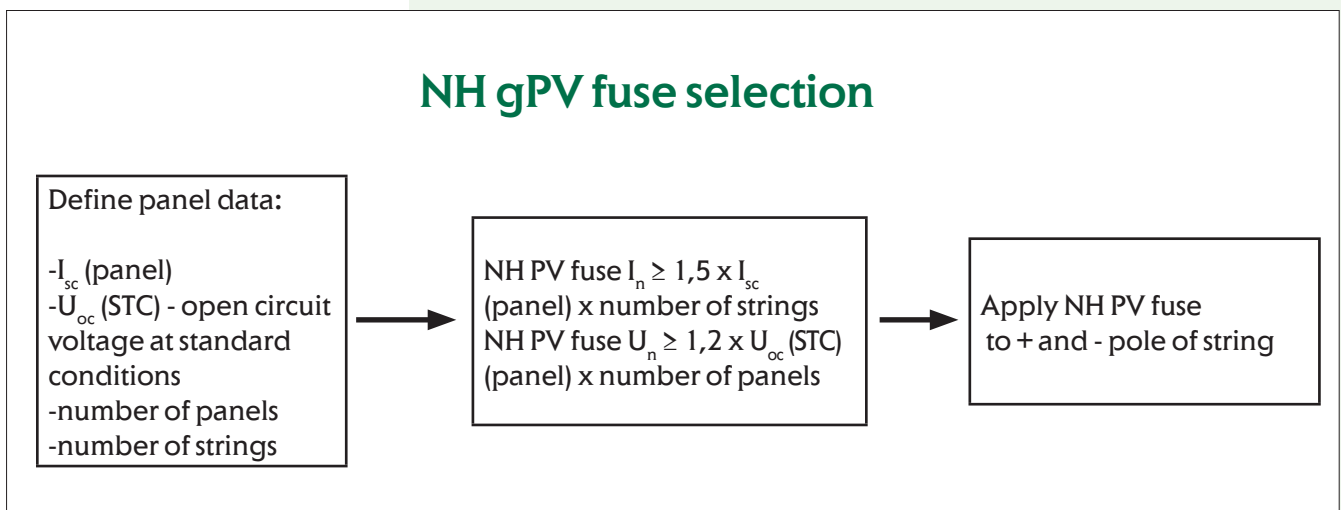 NH gPV fuse selection
Define panel data:
-Isc (panel)
-Uoc (STC) - open circuit
voltage at standard
conditions
-number of panels
-number of strings
NH PV fuse In ≥ 1,5 x Isc
(panel) x number of strings
NH PV fuse Un ≥ 1,2 x Uoc (STC)
(panel) x number of panels
Apply NH PV fuse
to + and - pole of string